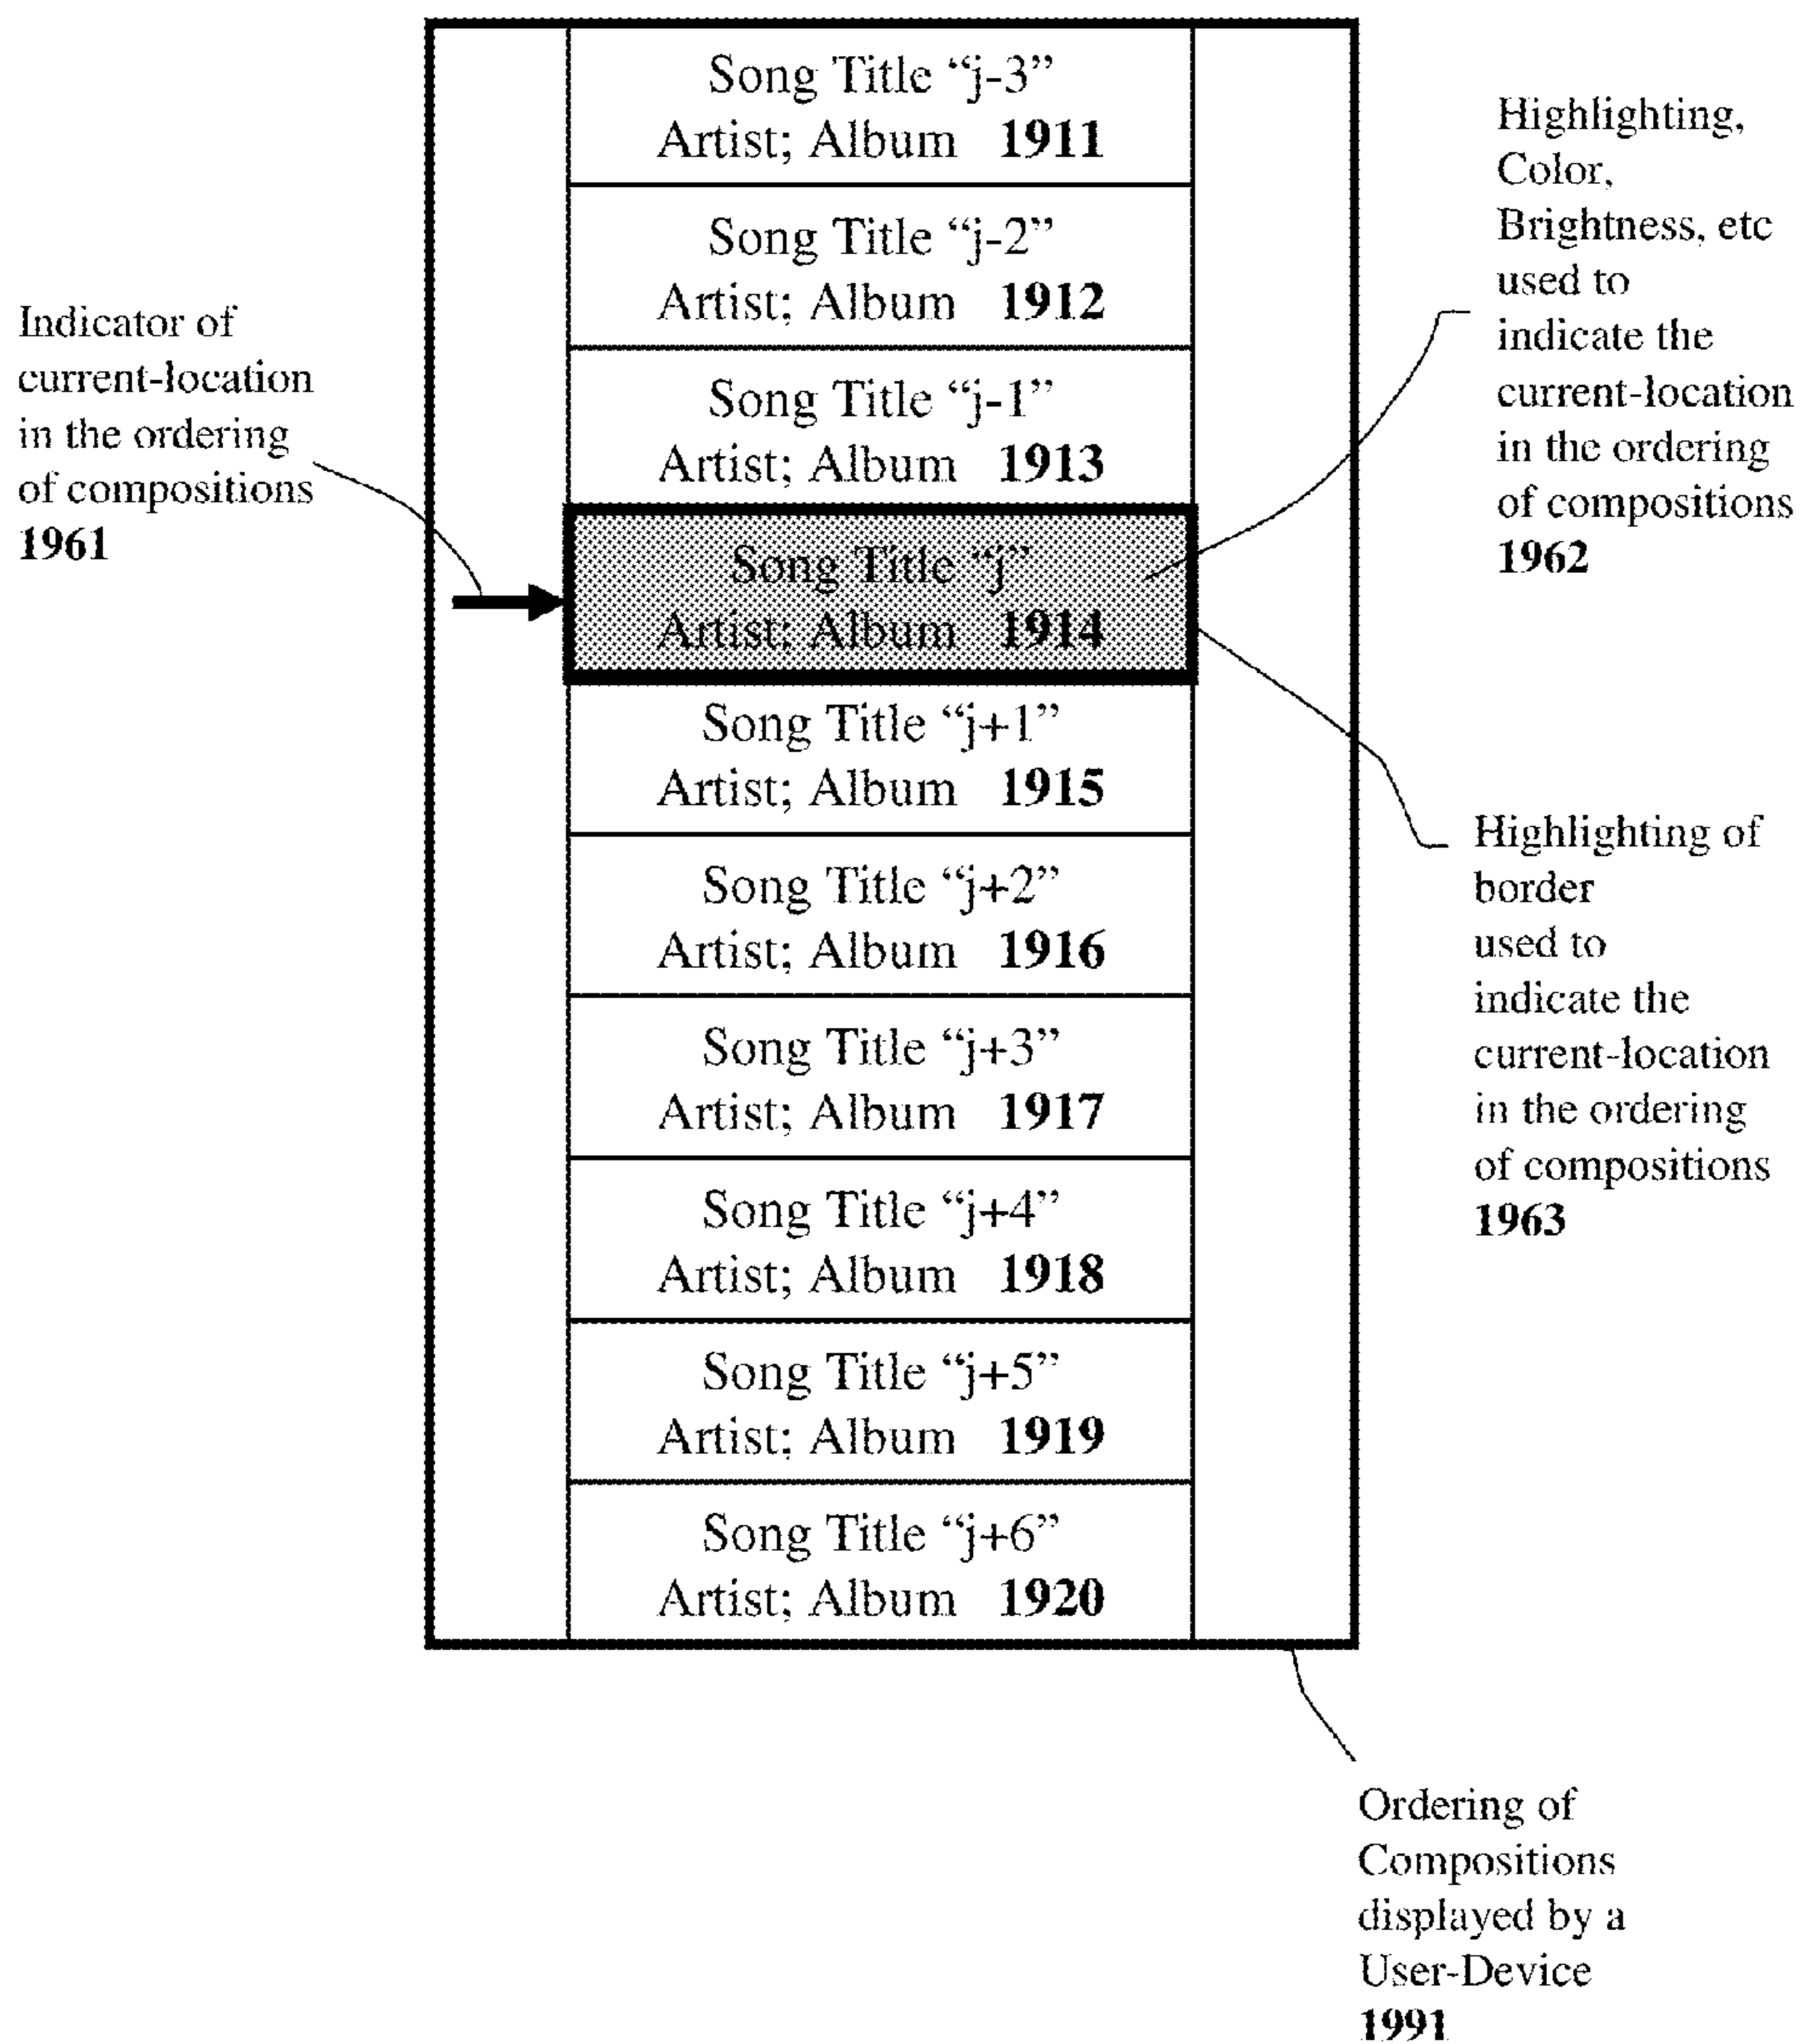 Song Title “j-3”
Artist; Album 1911
Song Title “j-2”
Artist; Album 1912
Song Title “j-1”
Artist; Album 1913
Song Title “j”
Artist; Album 1914
Song Title “j+1”
Artist; Album 1915
Song Title “j+2”
Artist; Album 1916
Song Title “j+3”
Artist; Album 1917
Song Title “j+4”
Artist; Album 1918
Song Title “j+5”
Artist; Album 1919
Song Title “j+6”
Artist; Album 1920
Indicator of
current-location
in the ordering
of compositions
1961
Highlighting,
Color,
Brightness, etc
used to
indicate the
current-location
in the ordering
of compositions
1962
Highlighting of
border
used to
indicate the
current-location
in the ordering
of compositions
1963
Ordering of
Compositions
displayed by a
User-Device
1991